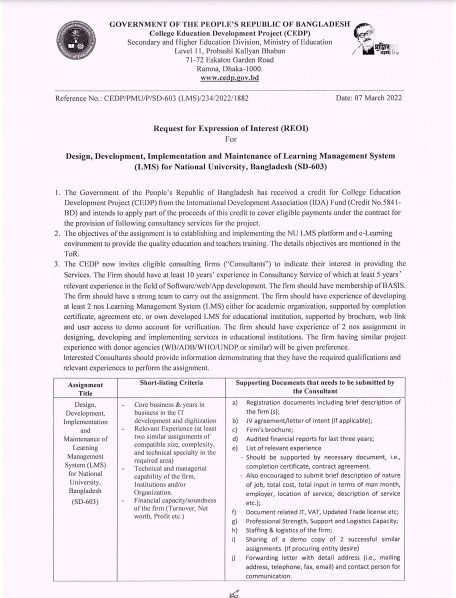 GOVERNMENT OF THE PEOPLE'S REPUBLIC OF BANGLADESH
College Education Development Project (CEDP)
Secondary and Higher Education Division, Ministry of Education
Level 11, Probashi Kallyan Bhaban
71-72 Eskaton Garden Road
Ramna, Dhaka-1000.
www.cedp.gov.bd
Reference No.: CEDP/PMU/P/SD-603 (LMS)/234/2022/1882 Date: 07 March 2022
Request for Expression of Interest (REOI)
For
Design, Development, Implementation and Maintenance of Learning Management System
(LMS) for National University, Bangladesh (SD-603)
1. The Government of the People's Republic of Bangladesh has received a credit for College Education
Development Project (CEDP) from the International Development Association (IDA) Fund (Credit No.5841-
BD) and intends to apply part of the proceeds of this credit to cover eligible payments under the contract for
the provision of following consultancy services for the project.
2. The objectives of the assignment is to establishing and implementing the NU LMS platform and e-Learning
environment to provide the quality education and teachers training. The details objectives are mentioned in the
ToR.
3. The CEDP now invites eligible consulting firms ("Consultants") to indicate their interest in providing the
Services. The Firm should have at least 10 years' experience in Consultancy Service of which at least 5 years'
relevant experience in the field of Software/web/App development. The firm should have membership of BASIS.
The firm should have a strong team to carry out the assignment. The firm should have experience of developing
at least 2 nos Learning Management System (LMS) either for academic organization, supported by completion
certificate, agreement etc. or own developed LMS for educational institution, supported by brochure, web link
and user access to demo account for verification. The firm should have experience of 2 nos assignment in
designing, developing and implementing services in educational institutions. The firm having similar project
experience with donor agencies (WB/ADB/WHO/UNDP or similar) will be given preference.
Interested Consultants should provide information demonstrating that they have the required qualifications and
relevant experiences to perform the assignment.
Assignment
Title
Short-listing Criteria
Supporting Documents that needs to be submitted by
the Consultant
Design,
Development,
Implementation
and
Maintenance of
Learning
Management
System (LMS)
for National
University,
Bangladesh
(SD-603)
- Core business & years in
business in the IT
development and digitization
- Relevant Experience (at least
two similar assignments of
compatible size, complexity,
and technical specialty in the
required area)
- Technical and managerial
capability of the firm,
Institutions and/or
Organization.
- Financial capacity/soundness
of the firm (Turnover, Net
worth, Profit etc.)
a) Registration documents including brief description of
the firm (s);
b) JV agreement/letter of intent (if applicable);
c) Firm's brochure;
d) Audited financial reports for last three years;
e) List of relevant experience
- Should be supported by necessary document, i.e.,
completion certificate, contract agreement.
- Also encouraged to submit brief description of nature
of job, total cost, total input in terms of man month,
employer, location of service, description of service
etc.);
f) Document related IT, VAT, Updated Trade license etc;
g) Professional Strength, Support and Logistics Capacity;
h) Staffing & logistics of the firm;
i) Sharing of a demo copy of 2 successful similar
assignments. (If procuring entity desire)
j) Forwarding letter with detail address (i.e., mailing
address, telephone, fax, email) and contact person for
communication.